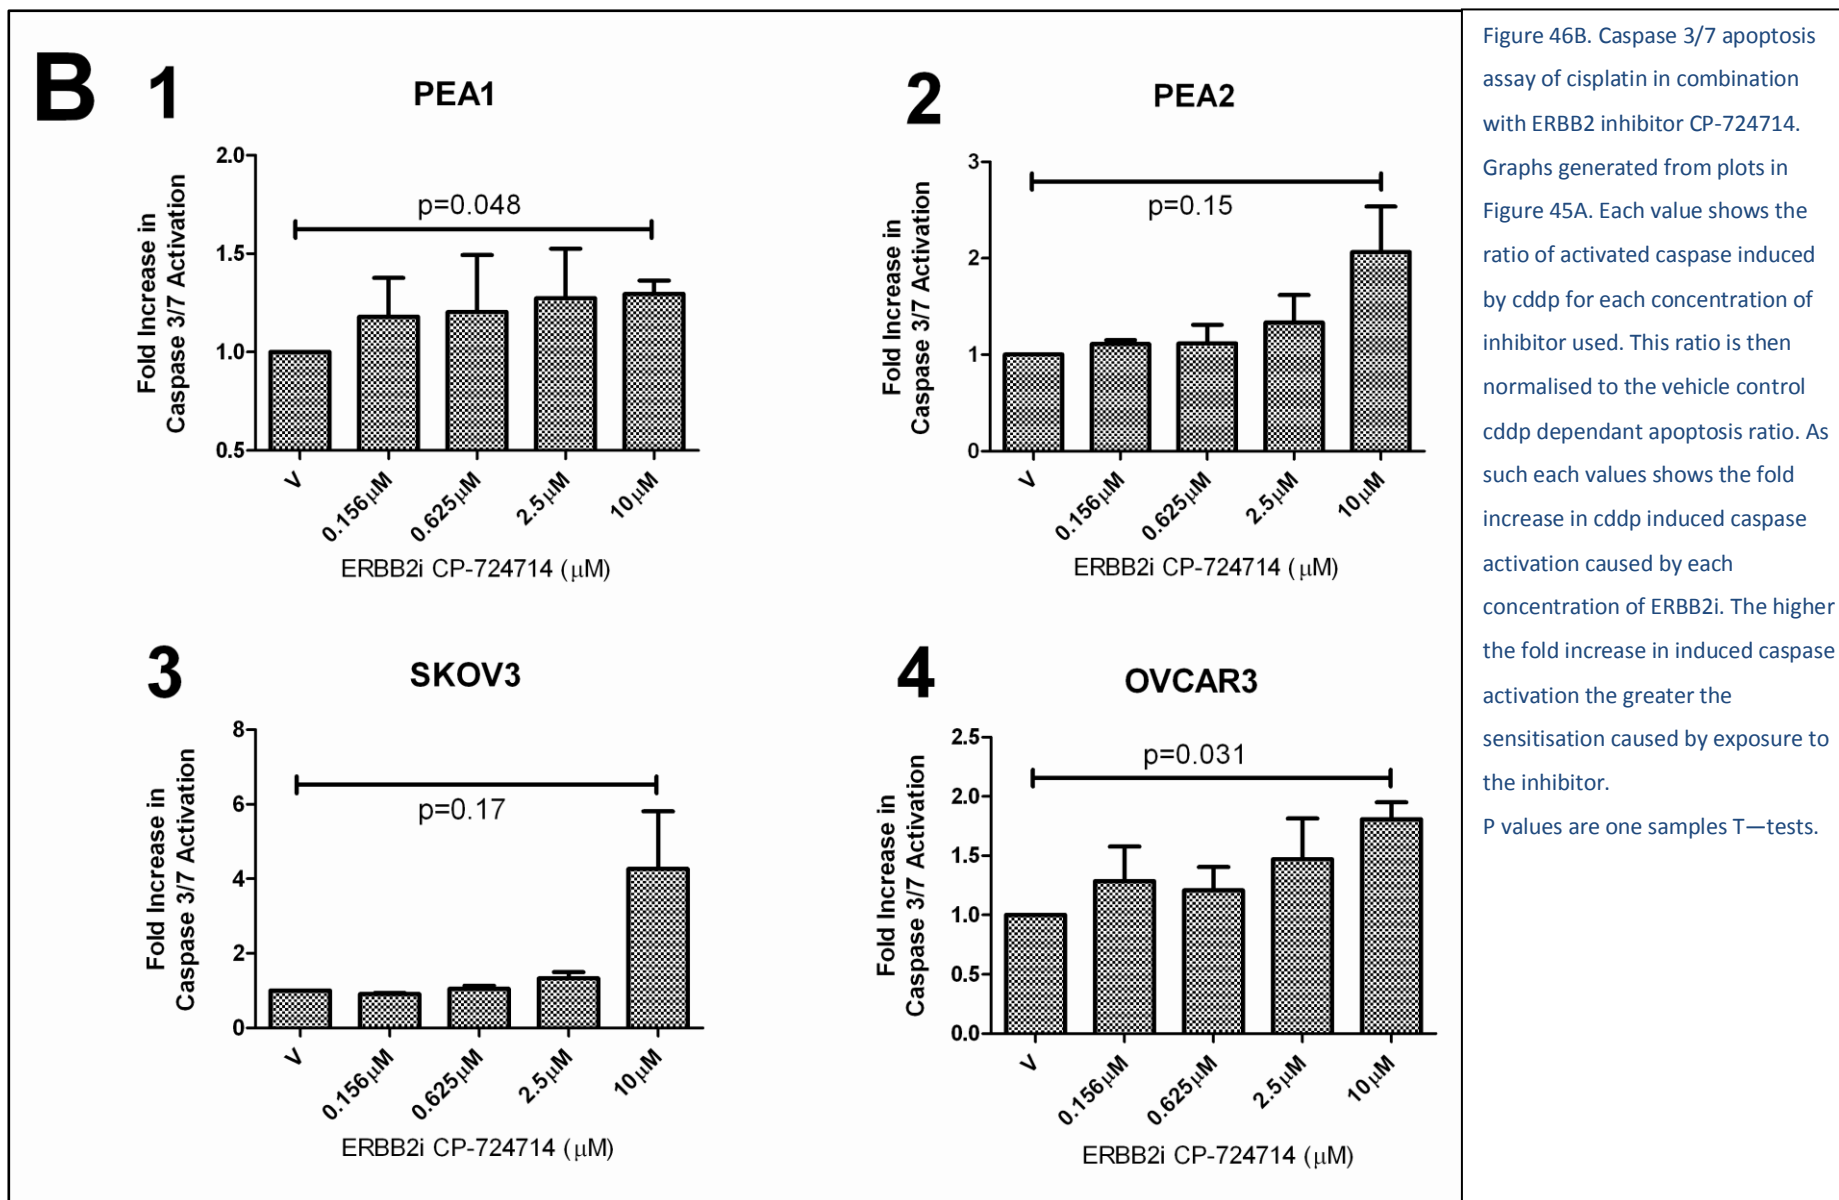 B
1
PEA1
Fold Increase in
Caspase 3/7 Activation
2.0
1.5
1.0
0.5
p=0.048
V
0.156µM
0.625µM
2.5µM
10µM
ERBB2i CP-724714 (µM)
2
PEA2
Fold Increase in
Caspase 3/7 Activation
3
2
1
0
p=0.15
V
0.156µM
0.625µM
2.5µM
10µM
ERBB2i CP-724714 (µM)
3
SKOV3
Fold Increase in
Caspase 3/7 Activation
8
6
4
2
0
p=0.17
V
0.156µM
0.625µM
2.5µM
10µM
ERBB2i CP-724714 (µM)
4
OVCAR3
Fold Increase in
Caspase 3/7 Activation
2.5
2.0
1.5
1.0
0.5
0.0
p=0.031
V
0.156µM
0.625µM
2.5µM
10µM
ERBB2i CP-724714 (µM)
Figure 46B. Caspase 3/7 apoptosis
assay of cisplatin in combination
with ERBB2 inhibitor CP-724714.
Graphs generated from plots in
Figure 45A. Each value shows the
ratio of activated caspase induced
by cddp for each concentration of
inhibitor used. This ratio is then
normalised to the vehicle control
cddp dependant apoptosis ratio. As
such each values shows the fold
increase in cddp induced caspase
activation caused by each
concentration of ERBB2i. The higher
the fold increase in induced caspase
activation the greater the
sensitisation caused by exposure to
the inhibitor.
P values are one samples T—tests.